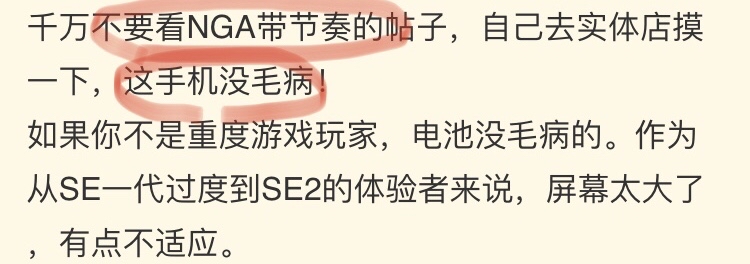 千万不要看NGA带节奏的帖子，自己去实体店摸
一下，这手机没毛病！
如果你不是重度游戏玩家，电池没毛病的。作为
从SE一代过度到SE2的体验者来说，屏幕太大了
，有点不适应。